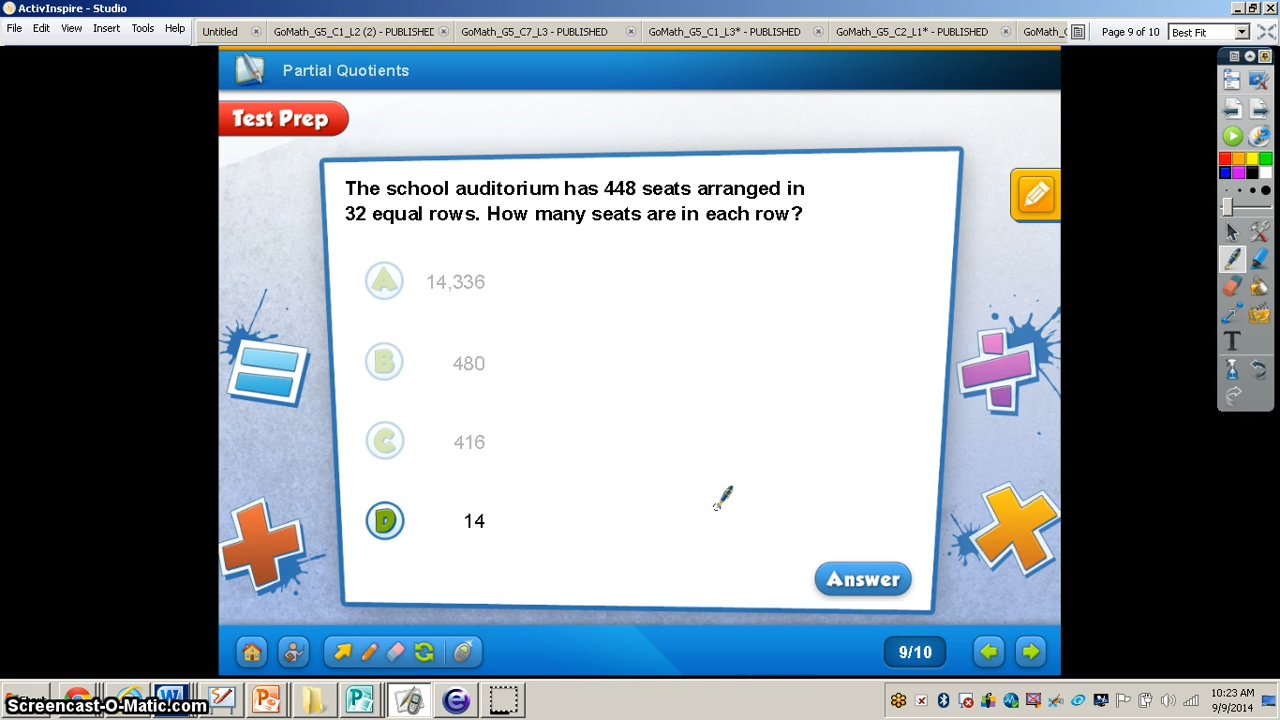 ActivInspire - Studio
File Edit View Insert Tools Help
Untitled
GoMath_G5_C1_L2 (2) - PUBLISHED
GoMath_G5_C7_L3 - PUBLISHED
GoMath_G5_C1_L3* - PUBLISHED
GoMath_G5_C2_L1* - PUBLISHED
Page 9 of 10
Best Fit
Partial Quotients
Test Prep
The school auditorium has 448 seats arranged in
32 equal rows. How many seats are in each row?
A 14,336
B 480
C 416
D 14
Answer
9/10
Screencast-O-Matic.com
10:23 AM
9/9/2014